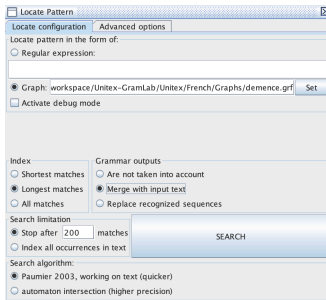 Locate Pattern
Locate configuration Advanced options
Locate pattern in the form of:
Regular expression:
Graph: workspace/Unitex-GramLab/Unitex/French/Graphs/demence.grf Set
Activate debug mode
Index Grammar outputs
Shortest matches Are not taken into account
Longest matches Merge with input text
All matches Replace recognized sequences
Search limitation
Stop after 200 matches SEARCH
Index all occurrences in text
Search algorithm:
Paumier 2003, working on text (quicker)
automaton intersection (higher precision)